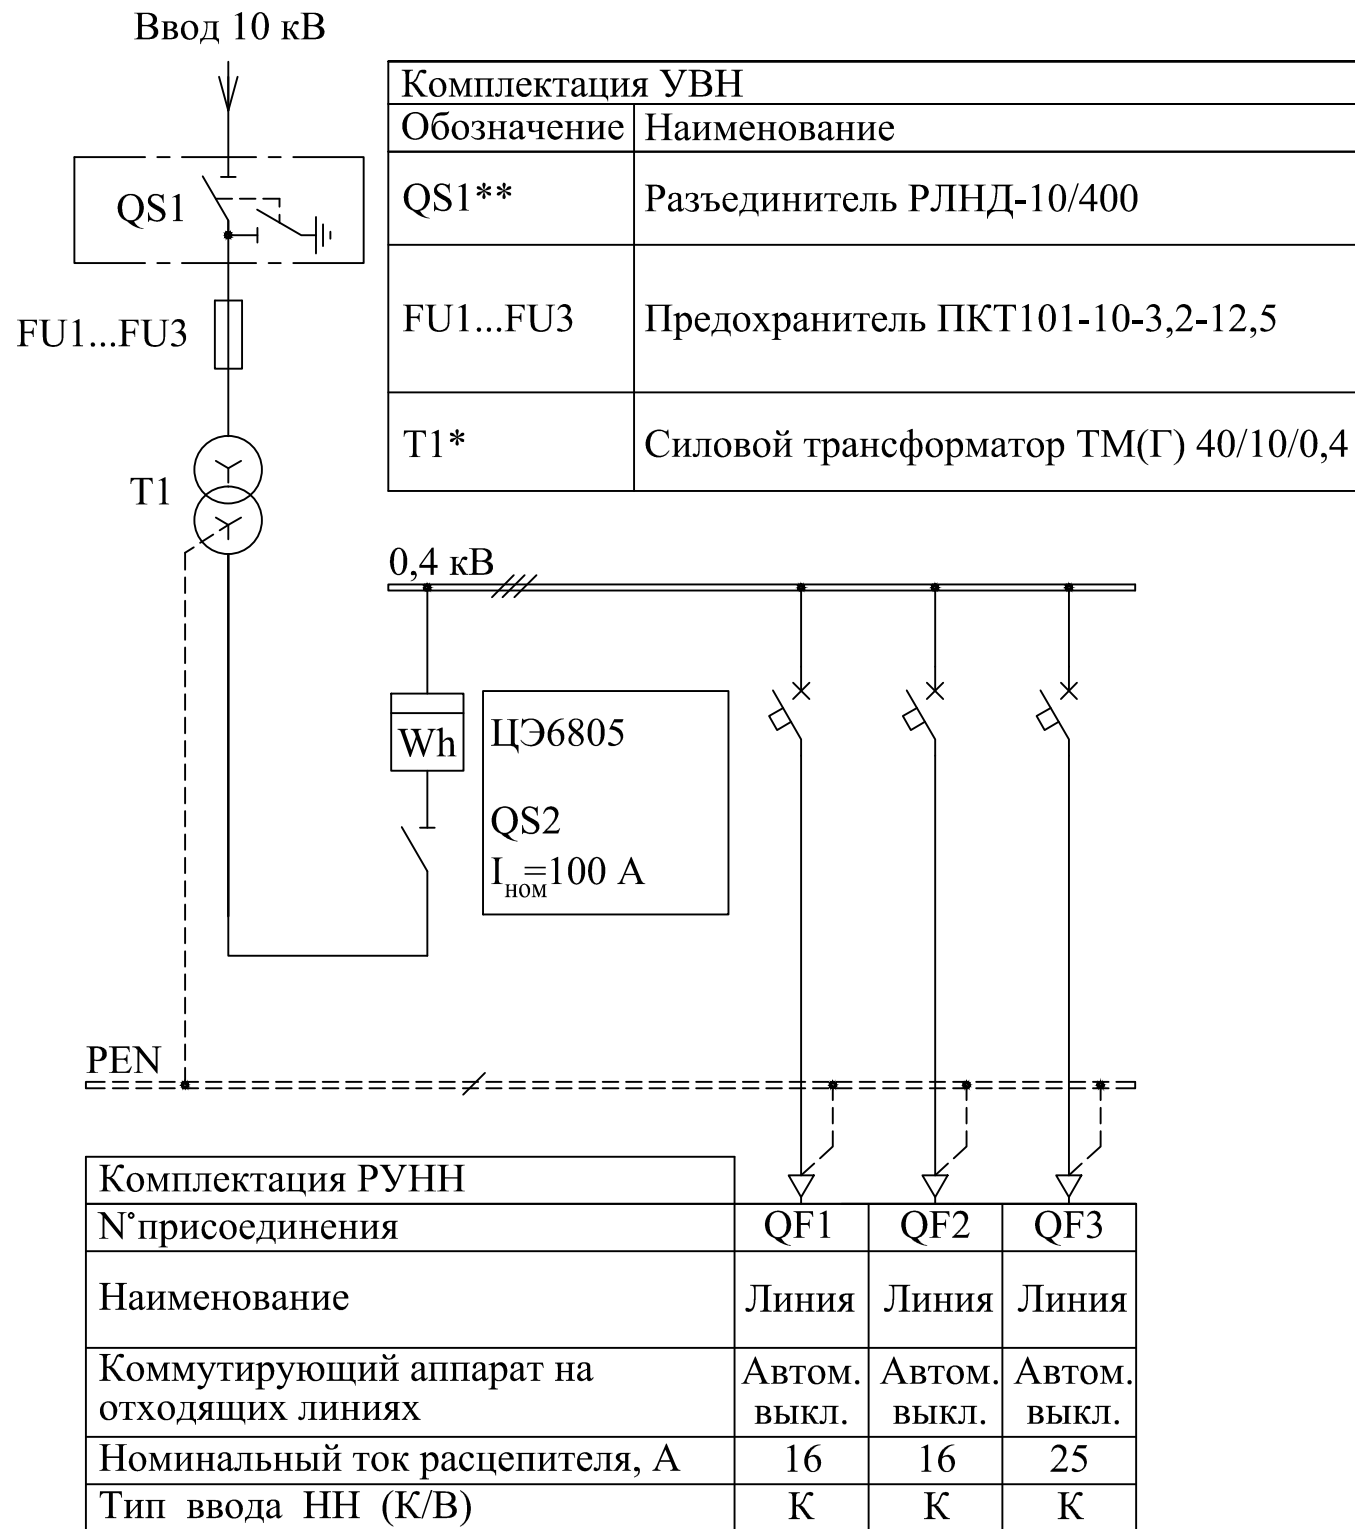 Ввод 10 кВ
Комплектация УВН
Обозначение Наименование
QS1** Разъединитель РЛНД-10/400
QS1
FU1...FU3 Предохранитель ПКТ101-10-3,2-12,5
FU1...FU3
T1* Силовой трансформатор ТМ(Г) 40/10/0,4
T1
0,4 кВ
Wh
ЦЭ6805
QS2
Iном=100 А
PEN
Комплектация РУНН
N°присоединения QF1 QF2 QF3
Наименование Линия Линия Линия
Коммутирующий аппарат на
отходящих линиях
Автом. Автом. Автом.
выкл. выкл. выкл.
Номинальный ток расцепителя, А 16 16 25
Тип ввода НН (К/В) К К К